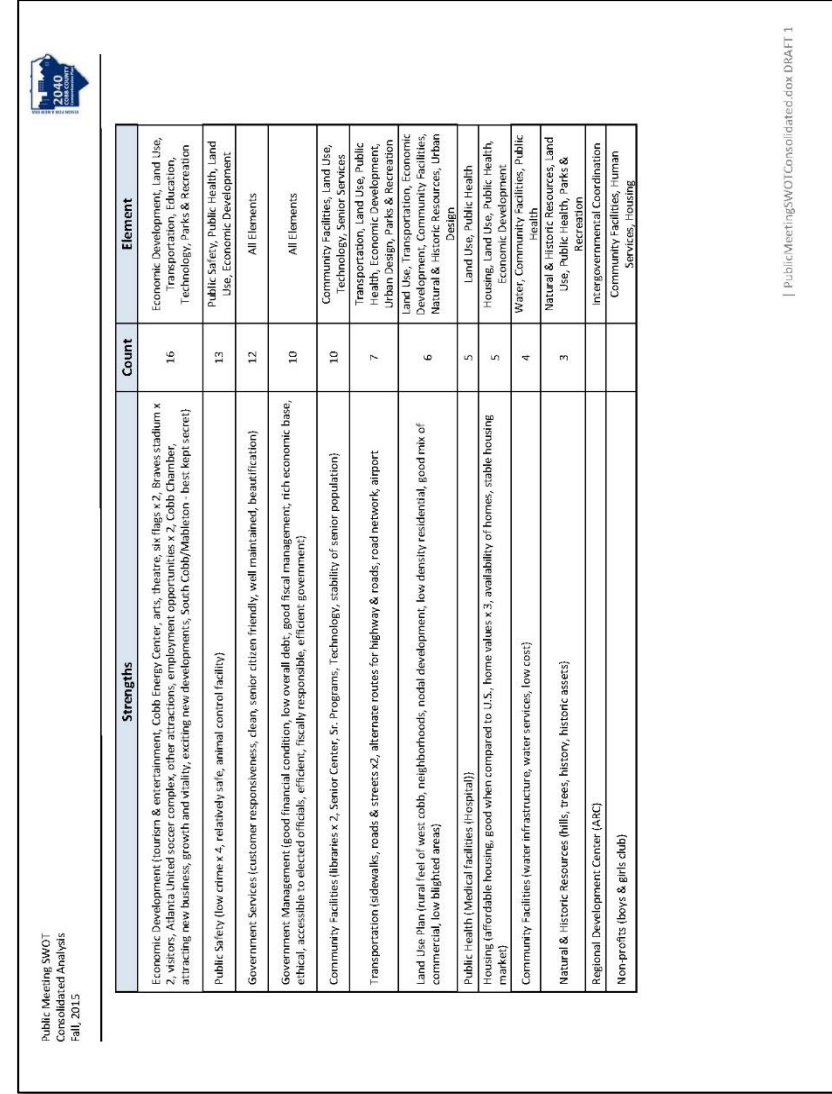 Public Meeting SWOT
Consolidated Analysis
Fall, 2015
2040
COBB COUNTY
Strengths Count Element
Economic Development (tourism & entertainment, Cobb Energy Center, arts, theatre, six flags x 2, Braves stadium x
2, visitors, Atlanta United soccer complex, other attractions, employment opportunities x 2, Cobb Chamber,
attracting new business, growth and vitality, exciting new developments, South Cobb/Mableton - best kept secret)
16
Economic Development, Land Use,
Transportation, Education,
Technology, Parks & Recreation
Public Safety (low crime x 4, relatively safe, animal control facility)
13
Public Safety, Public Health, Land
Use, Economic Development
Government Services (customer responsiveness, clean, senior citizen friendly, well maintained, beautification)
12
All Elements
Government Management (good financial condition, low overall debt, good fiscal management, rich economic base,
ethical, accessible to elected officials, efficient, fiscally responsible, efficient government)
10
All Elements
Community Facilities (libraries x 2, Senior Center, Sr. Programs, Technology, stability of senior population)
10
Community Facilities, Land Use,
Technology, Senior Services
Transportation (sidewalks, roads & streets x2, alternate routes for highway & roads, road network, airport
7
Transportation, Land Use, Public
Health, Economic Development,
Urban Design, Parks & Recreation
Land Use Plan (rural feel of west cobb, neighborhoods, nodal development, low density residential, good mix of
commercial, low blighted areas)
6
Land Use, Transportation, Economic
Development, Community Facilities,
Natural & Historic Resources, Urban
Design
Public Health (Medical facilities (Hospital))
5
Land Use, Public Health
Housing (affordable housing, good when compared to U.S., home values x 3, availability of homes, stable housing
market)
5
Housing, Land Use, Public Health,
Economic Development
Community Facilities (water infrastructure, water services, low cost)
4
Water, Community Facilities, Public
Health
Natural & Historic Resources (hills, trees, history, historic assets)
3
Natural & Historic Resources, Land
Use, Public Health, Parks &
Recreation
Regional Development Center (ARC)
Intergovernmental Coordination
Non-profits (boys & girls club)
Community Facilities, Human
Services, Housing
| PublicMeetingSWOTConsolidated.dox DRAFT 1